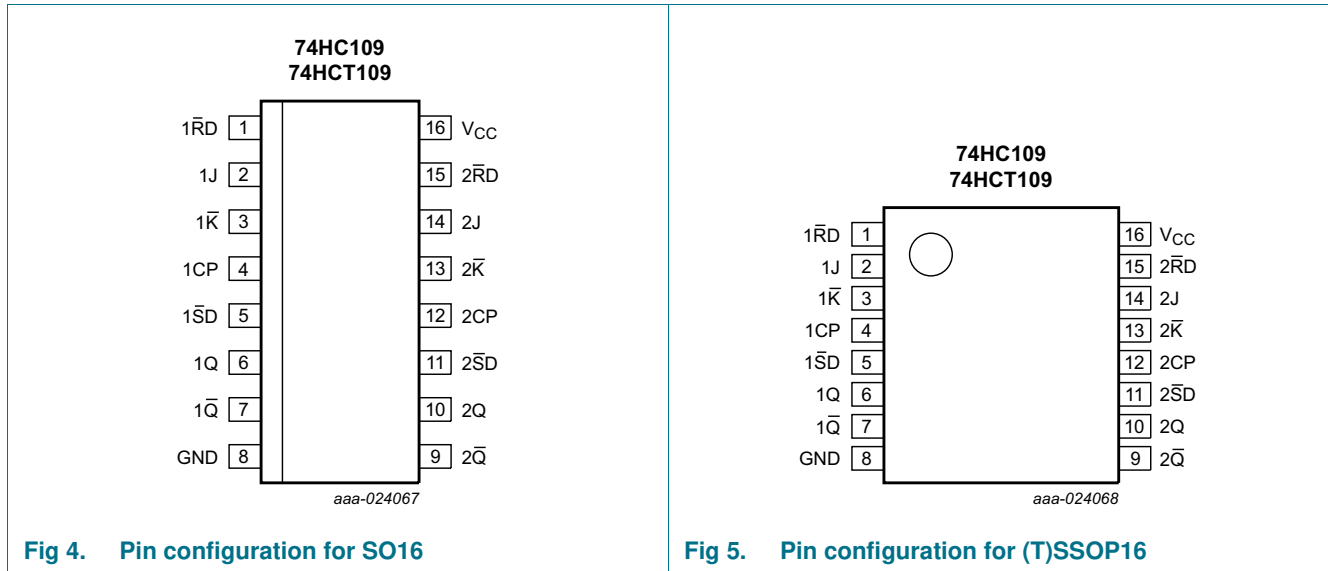 74HC109
74HCT109
1R̅D 1 16 VCC
1J 2 15 2R̅D
1K̅ 3 14 2J
1CP 4 13 2K̅
1S̅D 5 12 2CP
1Q 6 11 2S̅D
1Q̅ 7 10 2Q
GND 8 9 2Q̅
aaa-024067
Fig 4. Pin configuration for SO16
74HC109
74HCT109
1R̅D 1 16 VCC
1J 2 15 2R̅D
1K̅ 3 14 2J
1CP 4 13 2K̅
1S̅D 5 12 2CP
1Q 6 11 2S̅D
1Q̅ 7 10 2Q
GND 8 9 2Q̅
aaa-024068
Fig 5. Pin configuration for (T)SSOP16